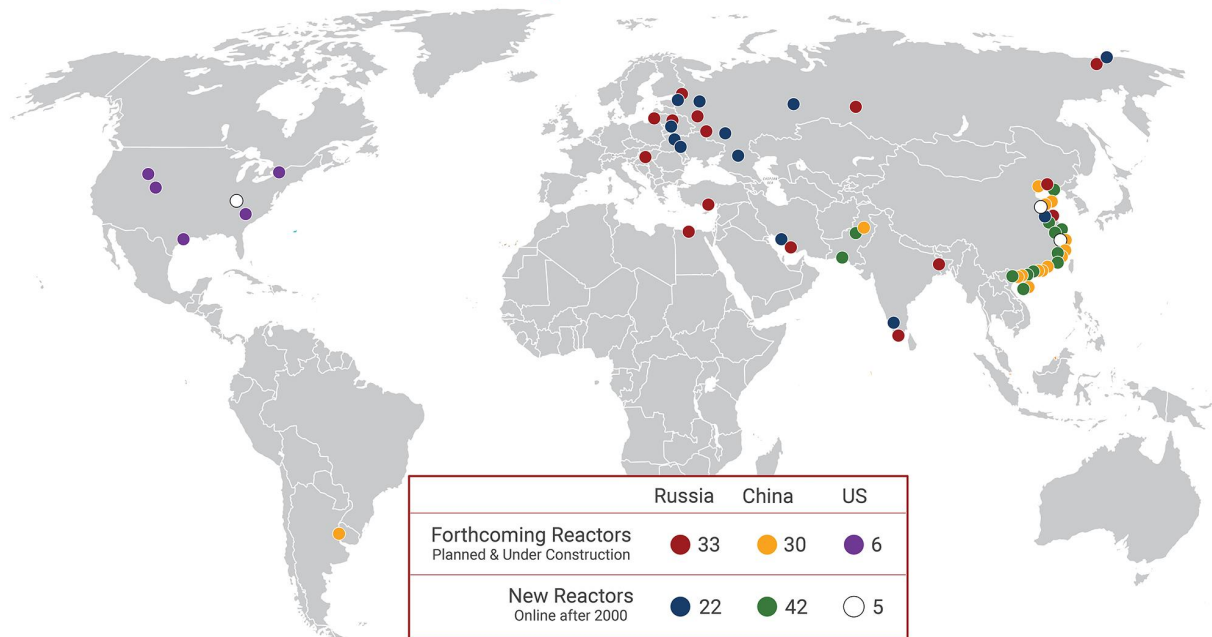 Russia China US
Forthcoming Reactors
Planned & Under Construction
33 30 6
New Reactors
Online after 2000
22 42 5